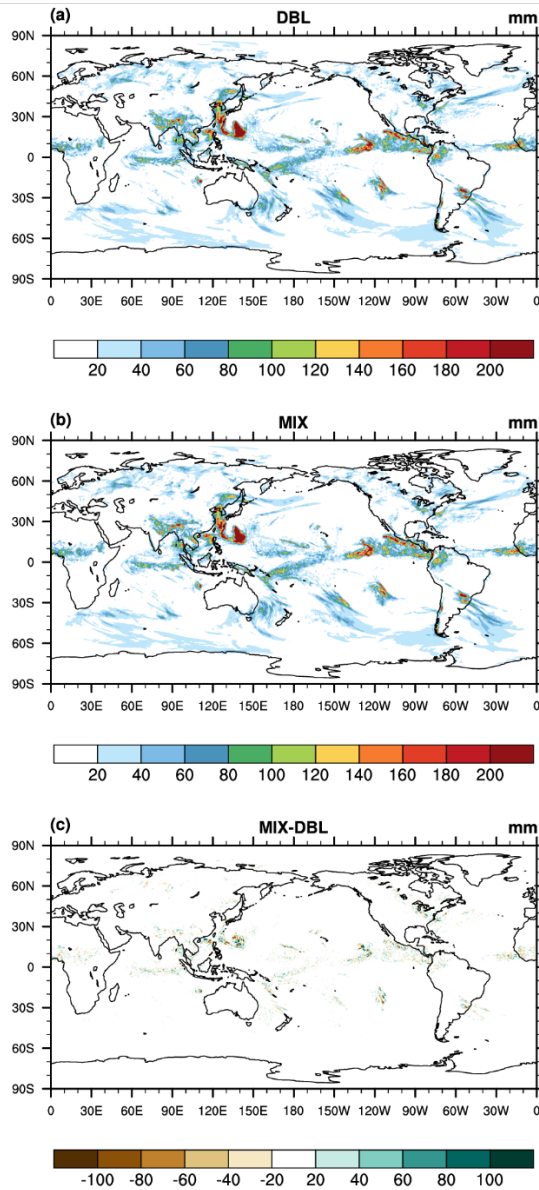 (a) DBL mm
90N
60N
30N
0
30S
60S
90S
0 30E 60E 90E 120E 150E 180 150W 120W 90W 60W 30W 0
20 40 60 80 100 120 140 160 180 200
(b) MIX mm
90N
60N
30N
0
30S
60S
90S
0 30E 60E 90E 120E 150E 180 150W 120W 90W 60W 30W 0
20 40 60 80 100 120 140 160 180 200
(c) MIX-DBL mm
90N
60N
30N
0
30S
60S
90S
0 30E 60E 90E 120E 150E 180 150W 120W 90W 60W 30W 0
-100 -80 -60 -40 -20 20 40 60 80 100